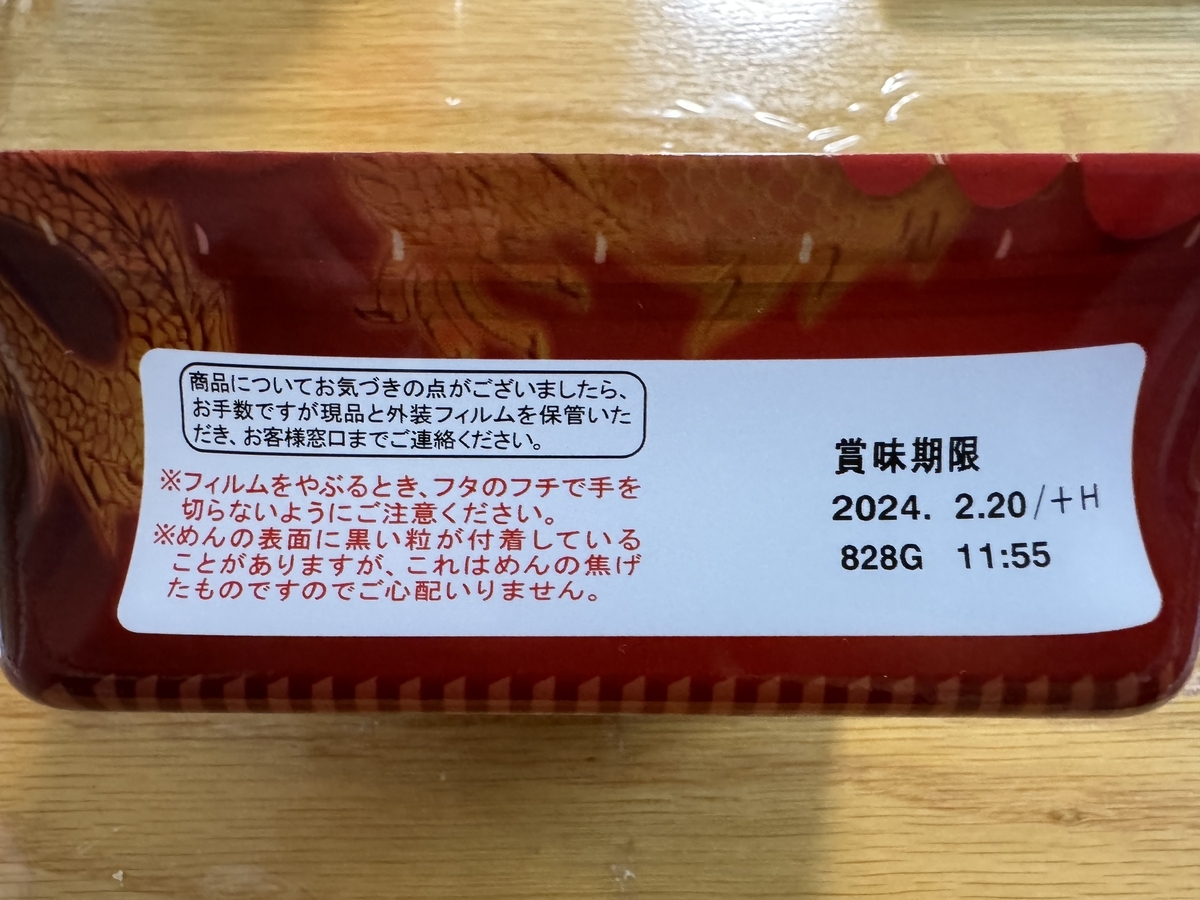 商品についてお気づきの点がございましたら、
お手数ですが現品と外装フィルムを保管いた
だき、お客様窓口までご連絡ください。
※フィルムをやぶるとき、フタのフチで手を
切らないようにご注意ください。
※めんの表面に黒い粒が付着している
ことがありますが、これはめんの焦げ
たものですのでご心配いりません。
賞味期限
2024. 2.20/+H
828G 11:55